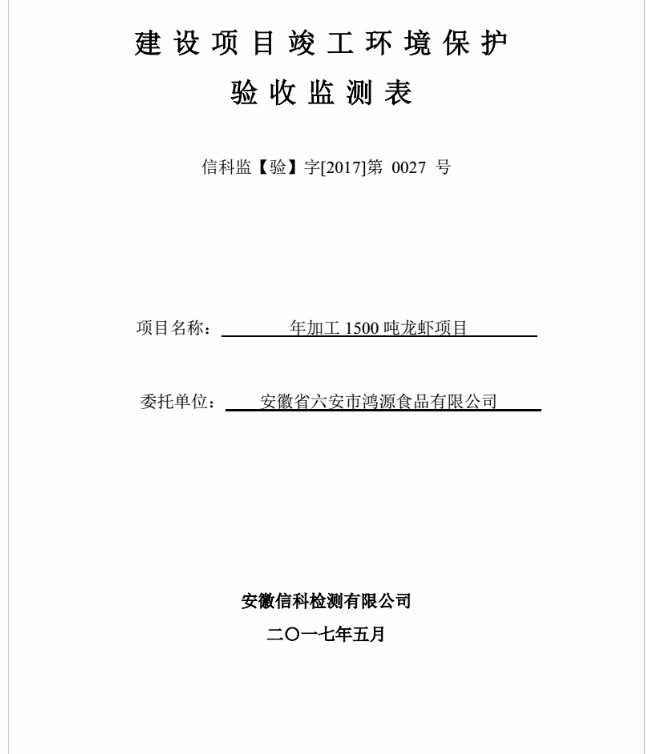 建设项目竣工环境保护
验收监测表
信科监【验】字[2017]第 0027 号
项目名称： 年加工 1500 吨龙虾项目
委托单位： 安徽省六安市鸿源食品有限公司
安徽信科检测有限公司
二〇一七年五月